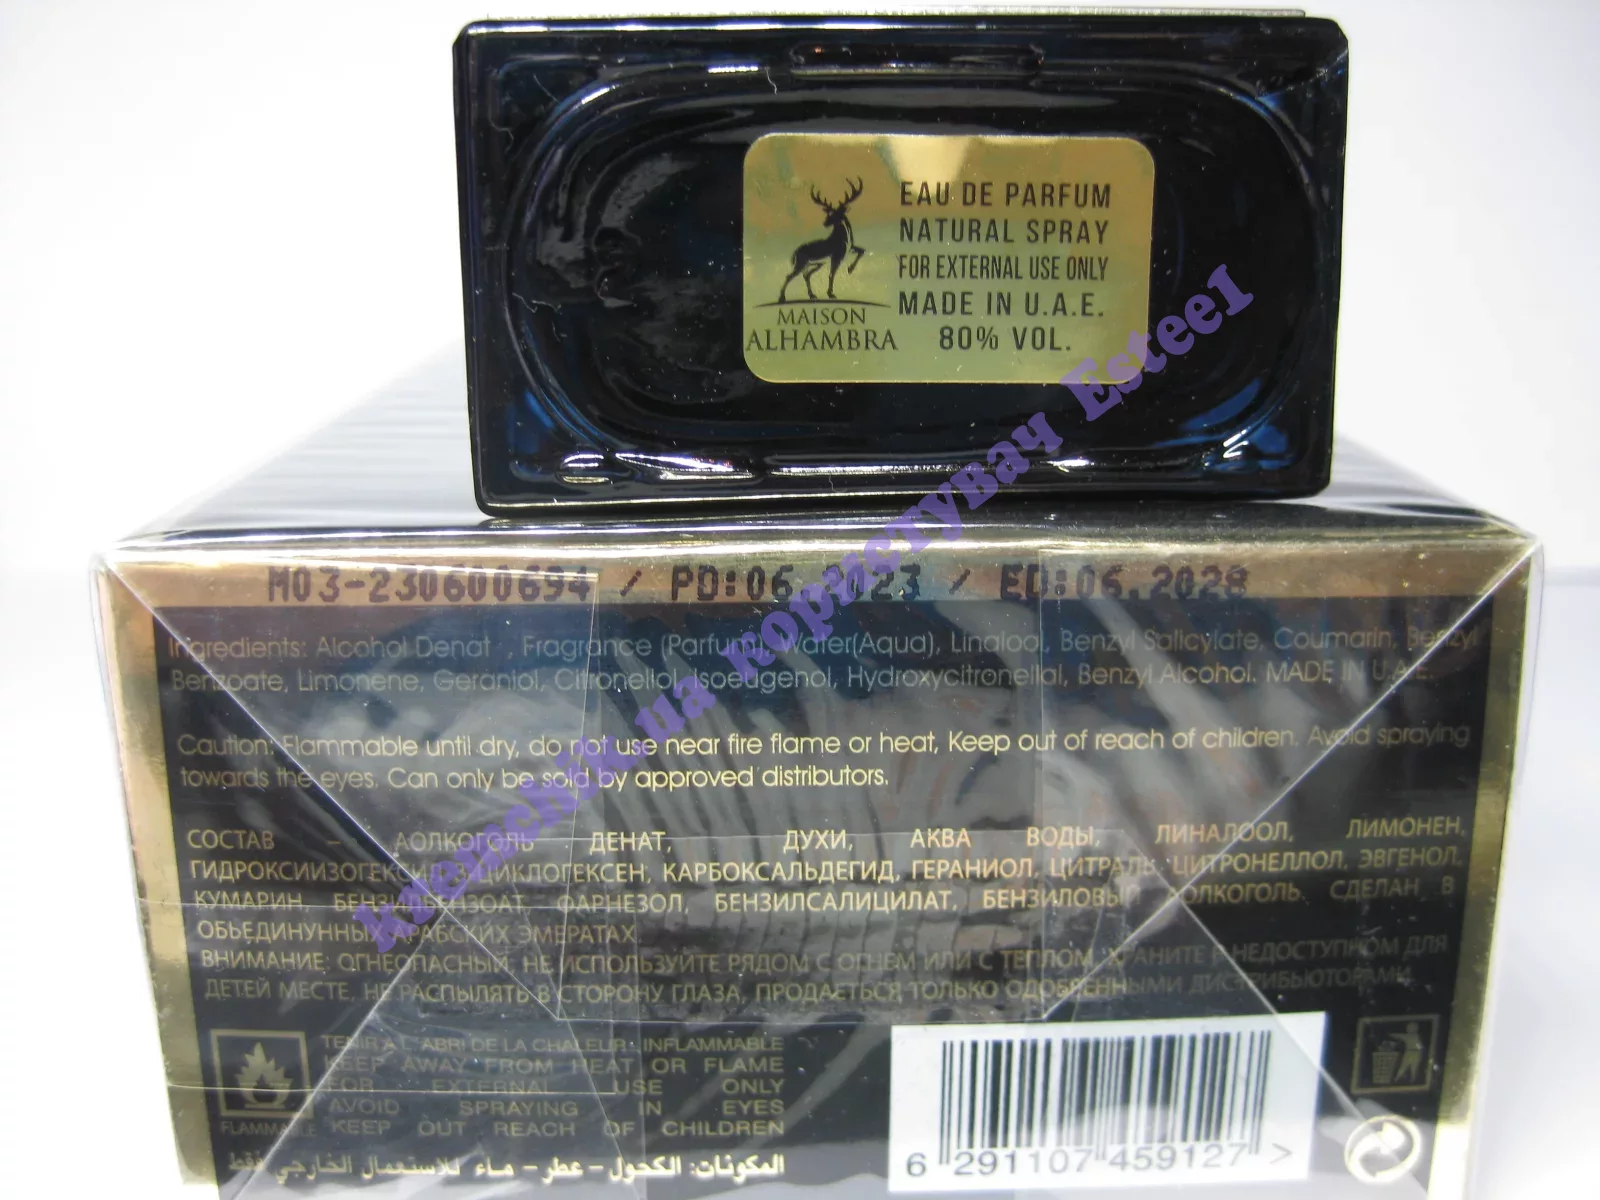 EAU DE PARFUM
NATURAL SPRAY
FOR EXTERNAL USE ONLY
MADE IN U.A.E.
80% VOL.
MAISON
ALHAMBRA
M03-230600694 / PD:06.2023 / ED:06.2028
Ingredients: Alcohol Denat , Fragrance (Parfum), Water(Aqua), Linalool, Benzyl Salicylate, Coumarin, Benzyl
Benzoate, Limonene, Geraniol, Citronellol, Isoeugenol, Hydroxycitronellal, Benzyl Alcohol. MADE IN U.A.E.
Caution: Flammable until dry, do not use near fire flame or heat, Keep out of reach of children. Avoid spraying
towards the eyes. Can only be sold by approved distributors.
СОСТАВ – АОЛКОГОЛЬ ДЕНАТ, ДУХИ, АКВА ВОДЫ, ЛИНАЛООЛ, ЛИМОНЕН,
ЦИКЛОГЕКСЕН, КАРБОКСАЛЬДЕГИД, ГЕРАНИОЛ, ЦИТРАЛЬ, ЦИТРОНЕЛЛОЛ, ЭВГЕНОЛ,
КУМАРИН, БЕНЗИЛБЕНЗОАТ, ФАРНЕЗОЛ, БЕНЗИЛСАЛИЦИЛАТ, БЕНЗИЛОВЫЙ АОЛКОГОЛЬ. СДЕЛАН В
ОБЬЕДИНУННЫХ АРАБСКИХ ЭМЕРАТАХ.
ВНИМАНИЕ: ОГНЕОПАСНЫЙ, НЕ ИСПОЛЬЗУЙТЕ РЯДОМ С ОГНЕМ ИЛИ С ТЕПЛОМ, ХРАНИТЕ В НЕДОСТУПКОМ ДЛЯ
ДЕТЕЙ МЕСТЕ. НЕ РАСПЫЛЯТЬ В СТОРОНУ ГЛАЗА, ПРОДАЕТЬСЯ ТОЛЬКО ОДОБРЕННЫМИ ДИСТРИБЬЮТОРАМИ.
FLAMMABLE
TENIR A L'ABRI DE LA CHALEUR. INFLAMMABLE
KEEP AWAY FROM HEAT OR FLAME
FOR EXTERNAL USE ONLY
AVOID SPRAYING IN EYES
KEEP OUT REACH OF CHILDREN
المكونات: الكحول - عطر - ماء للاستعمال الخارجي فقط
6 291107 459127 >
kremchik.ua користувач Estee1